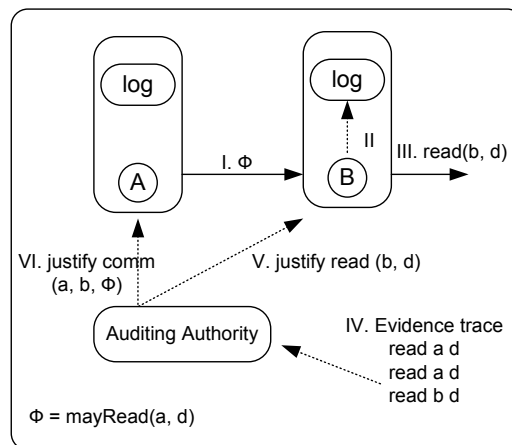 log
log
II
A
I. Φ
B
III. read(b, d)
VI. justify comm
(a, b, Φ)
V. justify read (b, d)
Auditing Authority
IV. Evidence trace
read a d
read a d
read b d
Φ = mayRead(a, d)